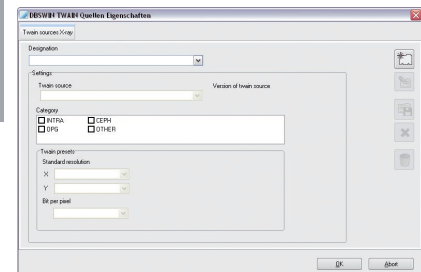 DBSWIN TWAIN Quellen Eigenschaften
Twain sources X-ray
Designation
Settings
Twain source
Version of twain source
Category
INTRA
CEPH
OPG
OTHER
Twain presets
Standard resolution
X
Y
Bit per pixel
OK
Abort